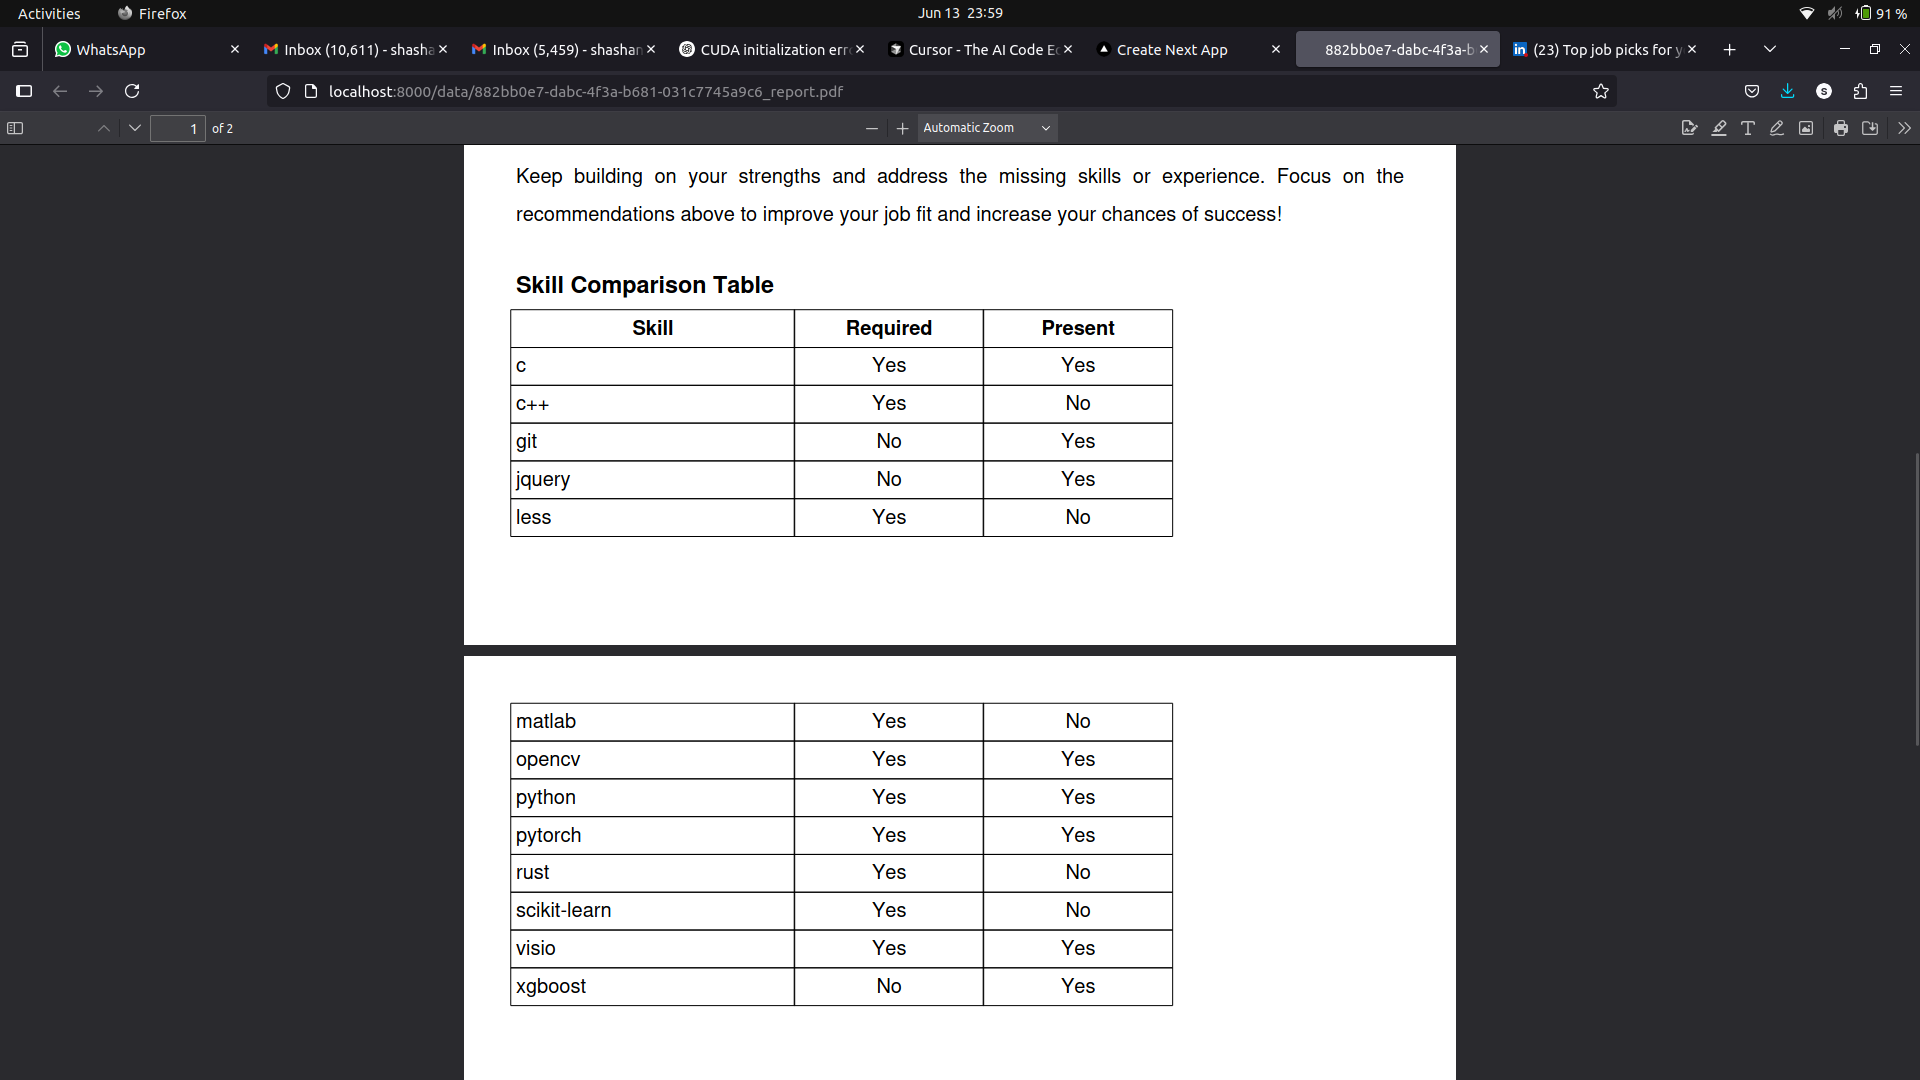 Activities Firefox Jun 13 23:59 91 %
WhatsApp Inbox (10,611) - shasha Inbox (5,459) - shashan CUDA initialization erro Cursor - The AI Code Ed Create Next App 882bb0e7-dabc-4f3a-b (23) Top job picks for y
localhost:8000/data/882bb0e7-dabc-4f3a-b681-031c7745a9c6_report.pdf S
1 of 2 Automatic Zoom
Keep building on your strengths and address the missing skills or experience. Focus on the
recommendations above to improve your job fit and increase your chances of success!
Skill Comparison Table
Skill Required Present
c Yes Yes
c++ Yes No
git No Yes
jquery No Yes
less Yes No
matlab Yes No
opencv Yes Yes
python Yes Yes
pytorch Yes Yes
rust Yes No
scikit-learn Yes No
visio Yes Yes
xgboost No Yes